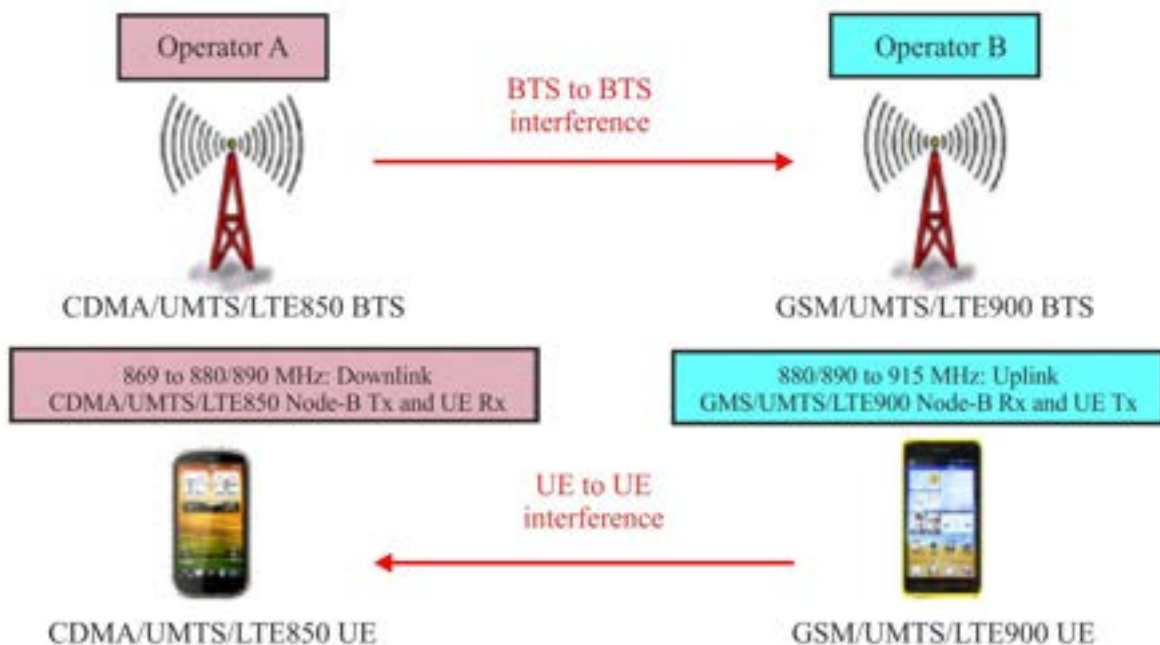 Operator A
Operator B
BTS to BTS
interference
CDMA/UMTS/LTE850 BTS
GSM/UMTS/LTE900 BTS
869 to 880/890 MHz: Downlink
CDMA/UMTS/LTE850 Node-B Tx and UE Rx
880/890 to 915 MHz: Uplink
GMS/UMTS/LTE900 Node-B Rx and UE Tx
UE to UE
interference
CDMA/UMTS/LTE850 UE
GSM/UMTS/LTE900 UE